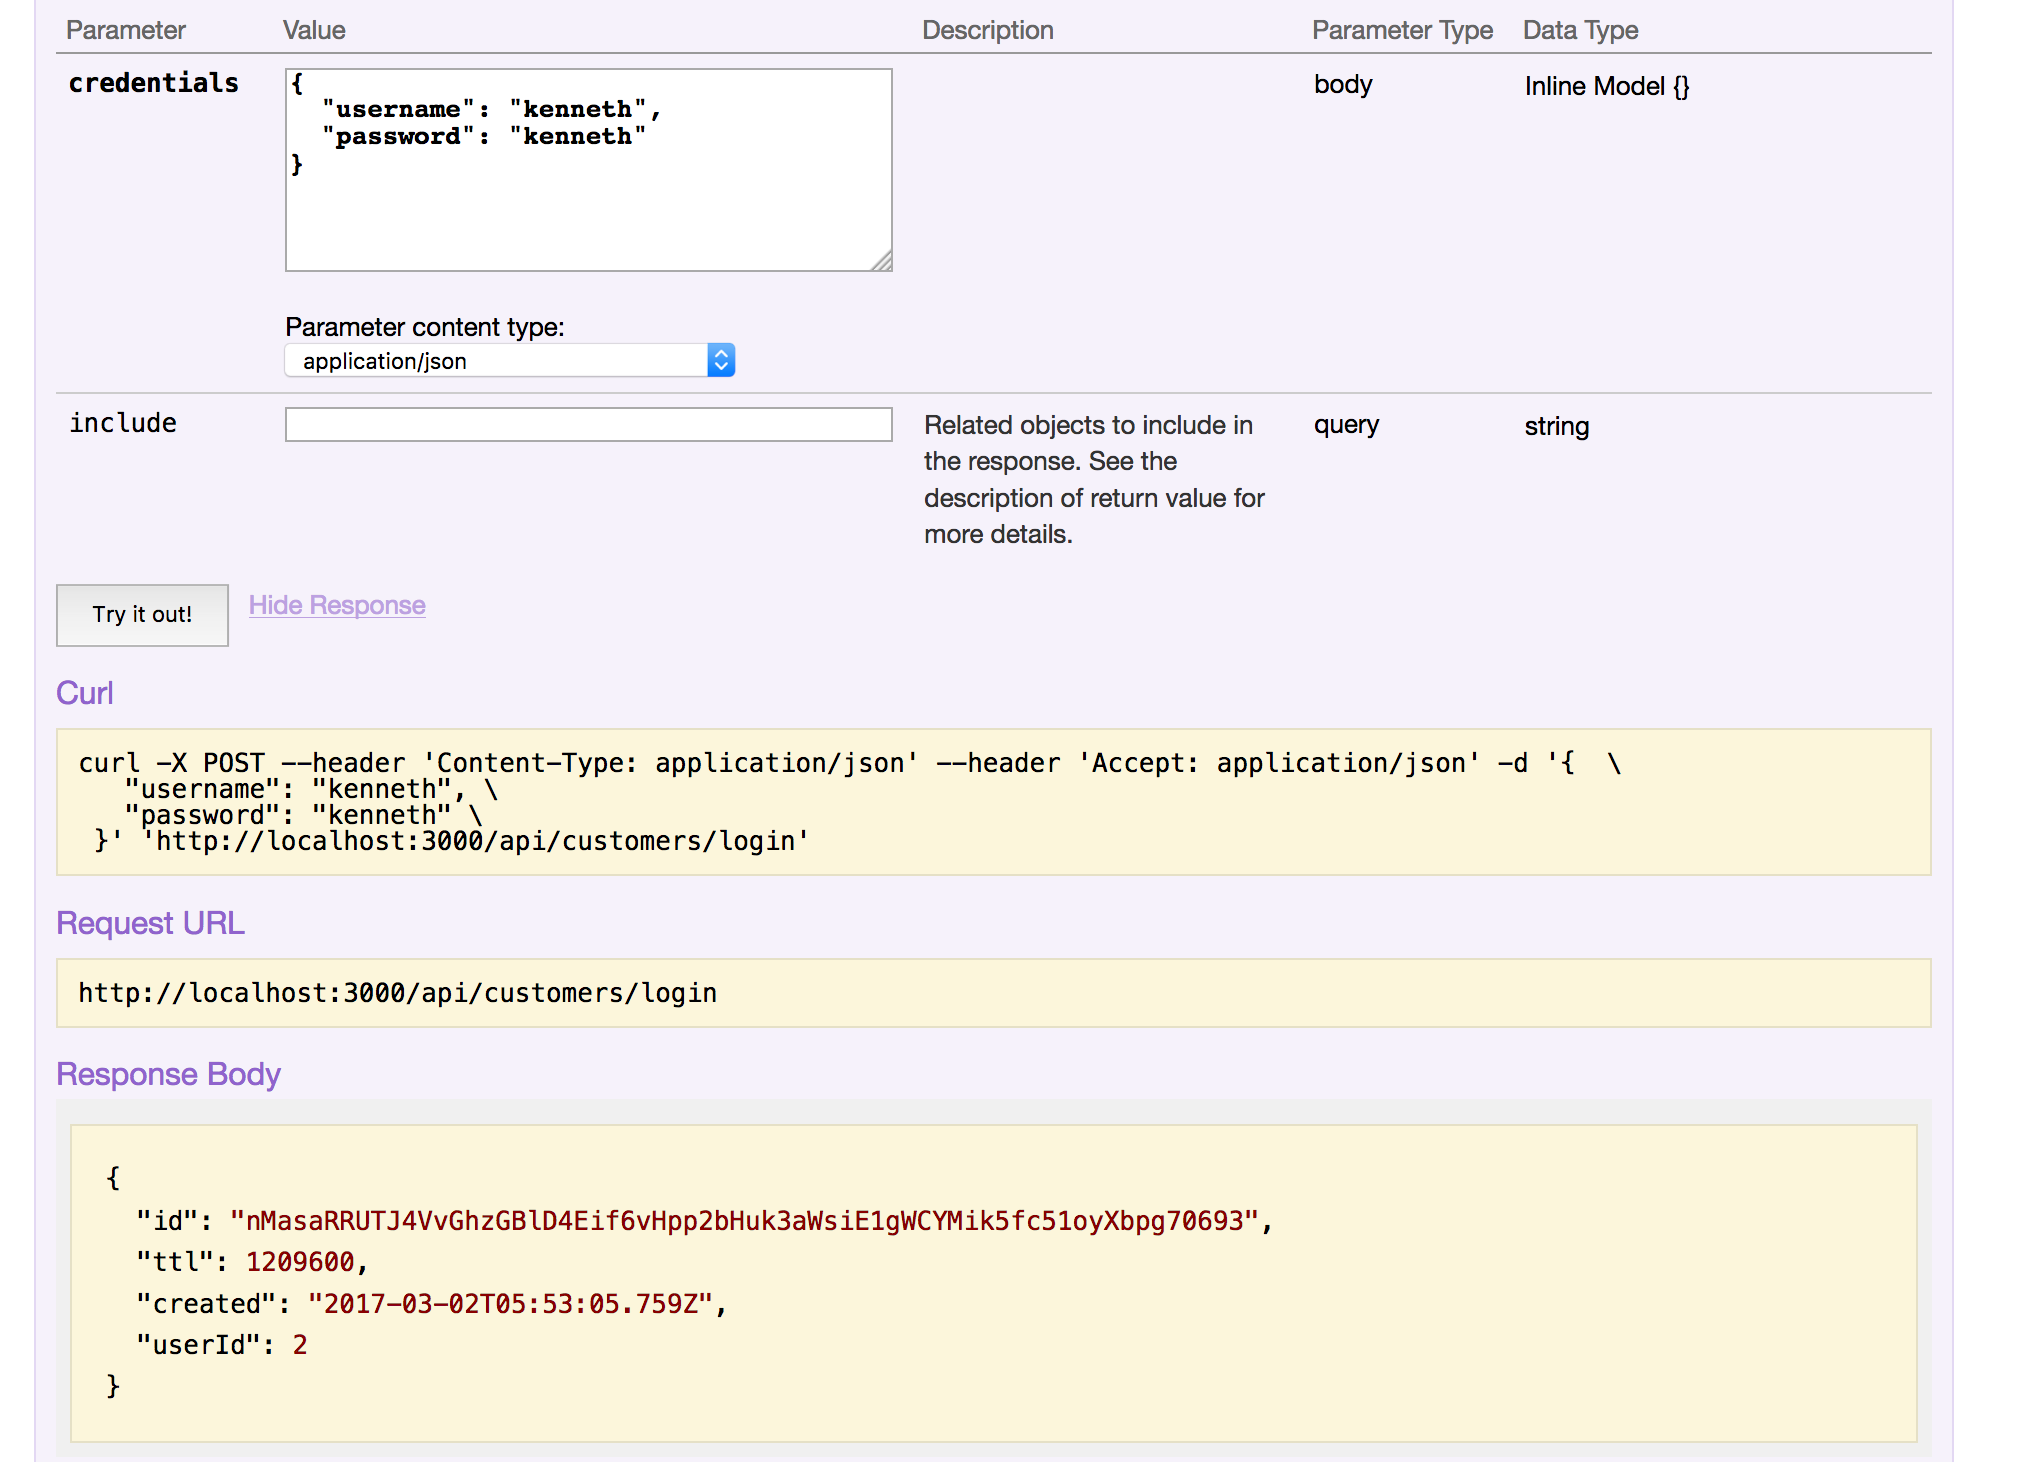 Parameter Value Description Parameter Type Data Type
credentials
{
"username": "kenneth",
"password": "kenneth"
}
body
Inline Model {}
Parameter content type:
application/json
include
Related objects to include in
the response. See the
description of return value for
more details.
query
string
Try it out!
Hide Response
Curl
curl -X POST --header 'Content-Type: application/json' --header 'Accept: application/json' -d '{ \
"username": "kenneth", \
"password": "kenneth" \
}' 'http://localhost:3000/api/customers/login'
Request URL
http://localhost:3000/api/customers/login
Response Body
{
"id": "nMasaRRUTJ4VvGhzGBlD4Eif6vHpp2bHuk3aWsiE1gWCYMik5fc51oyXbpg70693",
"ttl": 1209600,
"created": "2017-03-02T05:53:05.759Z",
"userId": 2
}